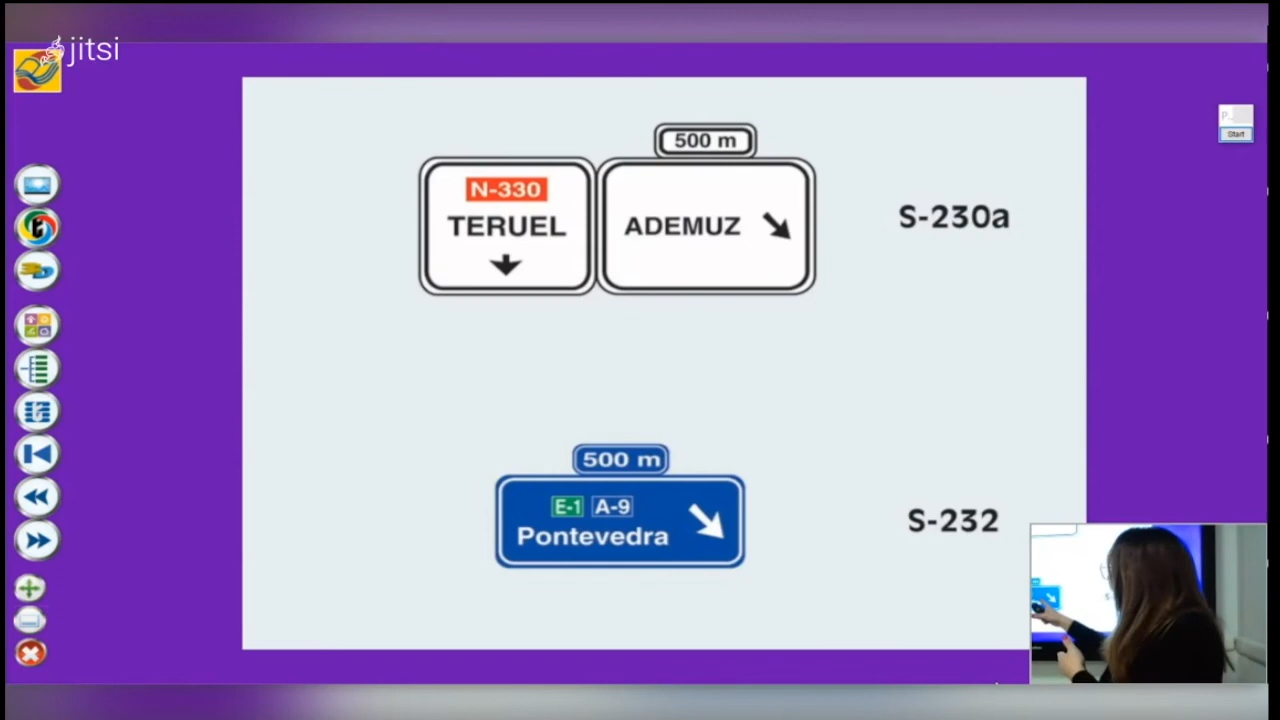 jitsi
P..
Start
500 m
N-330
TERUEL
ADEMUZ
S-230a
500 m
E-1 A-9
Pontevedra
S-232